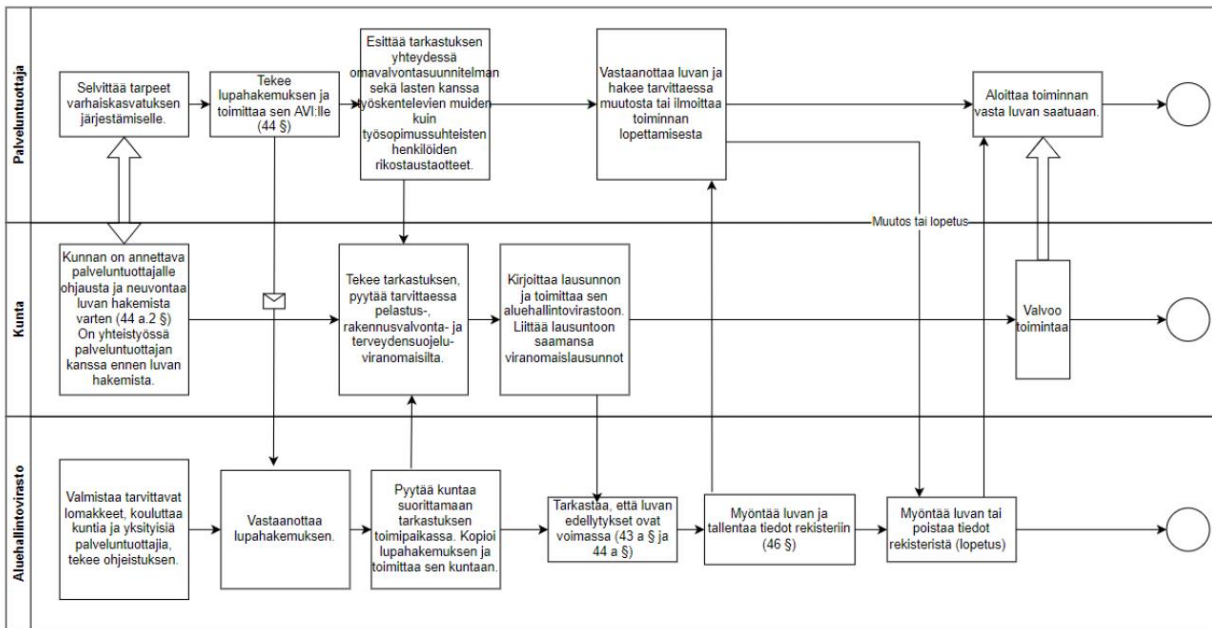 Palveluntuottaja
Selvittää tarpeet
varhaiskasvatuksen
järjestämiselle.
Tekee
lupahakemuksen ja
toimittaa sen AVI:lle
(44 §)
Esittää tarkastuksen
yhteydessä
omavalvontasuunnitelman
sekä lasten kanssa
työskentelevien muiden
kuin
työsopimussuhteisten
henkilöiden
rikostaustaotteet.
Vastaanottaa luvan ja
hakee tarvittaessa
muutosta tai ilmoittaa
toiminnan
lopettamisesta
Aloittaa toiminnan
vasta luvan saatuaan.
Muutos tai lopetus
Kunta
Kunnan on annettava
palveluntuottajalle
ohjausta ja neuvontaa
luvan hakemista
varten (44 a.2 §)
On yhteistyössä
palveluntuottajan
kanssa ennen luvan
hakemista.
Tekee tarkastuksen,
pyytää tarvittaessa
pelastus-,
rakennusvalvonta- ja
terveydensuojelu-
viranomaisilta.
Kirjoittaa lausunnon
ja toimittaa sen
aluehallintovirastoon.
Liittää lausuntoon
saamansa
viranomaislausunnot
Valvoo
toimintaa
Aluehallintovirasto
Valmistaa tarvittavat
lomakkeet, kouluttaa
kuntia ja yksityisiä
palveluntuottajia,
tekee ohjeistuksen.
Vastaanottaa
lupahakemuksen.
Pyytää kuntaa
suorittamaan
tarkastuksen
toimipaikassa. Kopioi
lupahakemuksen ja
toimittaa sen kuntaan.
Tarkastaa, että luvan
edellytykset ovat
voimassa (43 a § ja
44 a §)
Myöntää luvan ja
tallentaa tiedot rekisteriin
(46 §)
Myöntää luvan tai
poistaa tiedot
rekisteristä (lopetus)